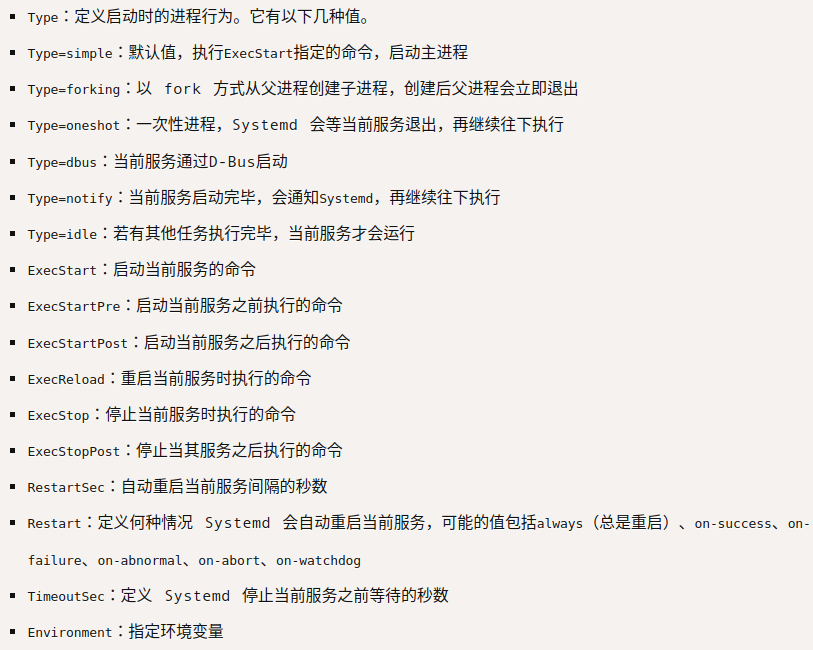 Type：定义启动时的进程行为。它有以下几种值。
Type=simple：默认值，执行ExecStart指定的命令，启动主进程
Type=forking：以 fork 方式从父进程创建子进程，创建后父进程会立即退出
Type=oneshot：一次性进程，Systemd 会等当前服务退出，再继续往下执行
Type=dbus：当前服务通过D-Bus启动
Type=notify：当前服务启动完毕，会通知Systemd，再继续往下执行
Type=idle：若有其他任务执行完毕，当前服务才会运行
ExecStart：启动当前服务的命令
ExecStartPre：启动当前服务之前执行的命令
ExecStartPost：启动当前服务之后执行的命令
ExecReload：重启当前服务时执行的命令
ExecStop：停止当前服务时执行的命令
ExecStopPost：停止当其服务之后执行的命令
RestartSec：自动重启当前服务间隔的秒数
Restart：定义何种情况 Systemd 会自动重启当前服务，可能的值包括always（总是重启）、on-success、on-
failure、on-abnormal、on-abort、on-watchdog
TimeoutSec：定义 Systemd 停止当前服务之前等待的秒数
Environment：指定环境变量